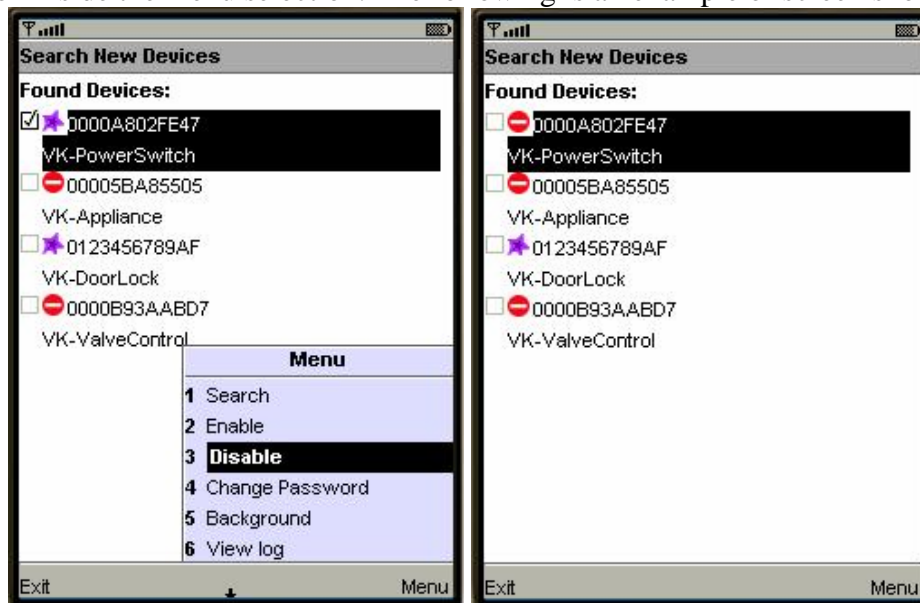 Search New Devices
Found Devices:
0000A802FE47
VK-PowerSwitch
00005BA85505
VK-Appliance
0123456789AF
VK-DoorLock
0000B93AABD7
VK-ValveControl
Menu
1 Search
2 Enable
3 Disable
4 Change Password
5 Background
6 View log
Exit
Menu
Search New Devices
Found Devices:
0000A802FE47
VK-PowerSwitch
00005BA85505
VK-Appliance
0123456789AF
VK-DoorLock
0000B93AABD7
VK-ValveControl
Exit
Menu